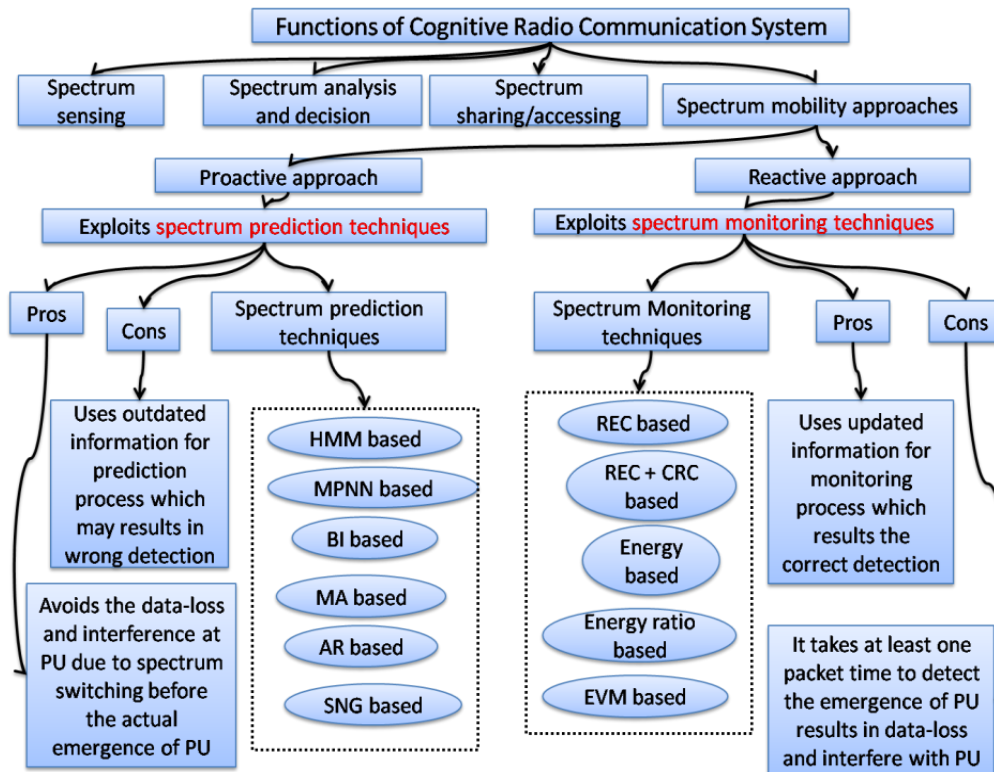 Functions of Cognitive Radio Communication System
Spectrum
sensing
Spectrum analysis
and decision
Spectrum
sharing/accessing
Spectrum mobility approaches
Proactive approach
Reactive approach
Exploits spectrum prediction techniques
Exploits spectrum monitoring techniques
Pros
Cons
Spectrum prediction
techniques
Spectrum Monitoring
techniques
Pros
Cons
Uses outdated
information for
prediction
process which
may results in
wrong detection
HMM based
MPNN based
BI based
MA based
AR based
SNG based
REC based
REC + CRC
based
Energy
based
Energy ratio
based
EVM based
Uses updated
information for
monitoring
process which
results the
correct detection
Avoids the data-loss
and interference at
PU due to spectrum
switching before
the actual
emergence of PU
It takes at least one
packet time to detect
the emergence of PU
results in data-loss
and interfere with PU